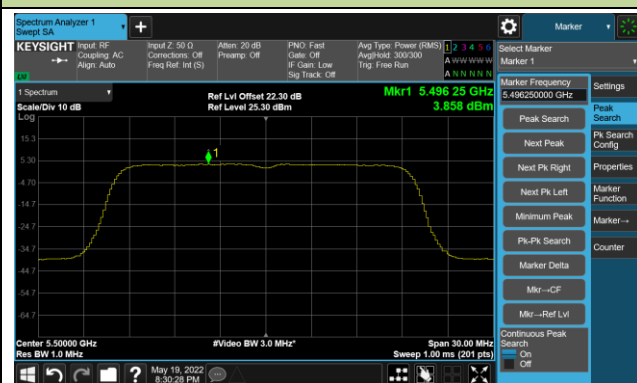 Spectrum Analyzer 1
Swept SA
+
Marker
KEYSIGHT
Input: RF
Coupling: AC
Align: Auto
Input Z: 50 Ω
Corrections: Off
Freq Ref: Int (S)
Atten: 20 dB
Preamp: Off
PNO: Fast
Gate: Off
IF Gain: Low
Sig Track: Off
Avg Type: Power (RMS)
Avg|Hold: 300/300
Trig: Free Run
1 2 3 4 5 6
A W W W W W
A N N N N N
Select Marker
Marker 1
1 Spectrum
Scale/Div 10 dB
Log
Ref Lvl Offset 22.30 dB
Ref Level 25.30 dBm
Mkr1 5.496 25 GHz
3.858 dBm
1
15.3
5.30
-4.70
-14.7
-24.7
-34.7
-44.7
-54.7
-64.7
Center 5.50000 GHz
Res BW 1.0 MHz
#Video BW 3.0 MHz*
Span 30.00 MHz
Sweep 1.00 ms (201 pts)
Marker Frequency
5.496250000 GHz
Peak Search
Next Peak
Next Pk Right
Next Pk Left
Minimum Peak
Pk-Pk Search
Marker Delta
Mkr→CF
Mkr→Ref Lvl
Continuous Peak
Search
On
Off
Settings
Peak
Search
Pk Search
Config
Properties
Marker
Function
Marker→
Counter
?
May 19, 2022
8:30:28 PM